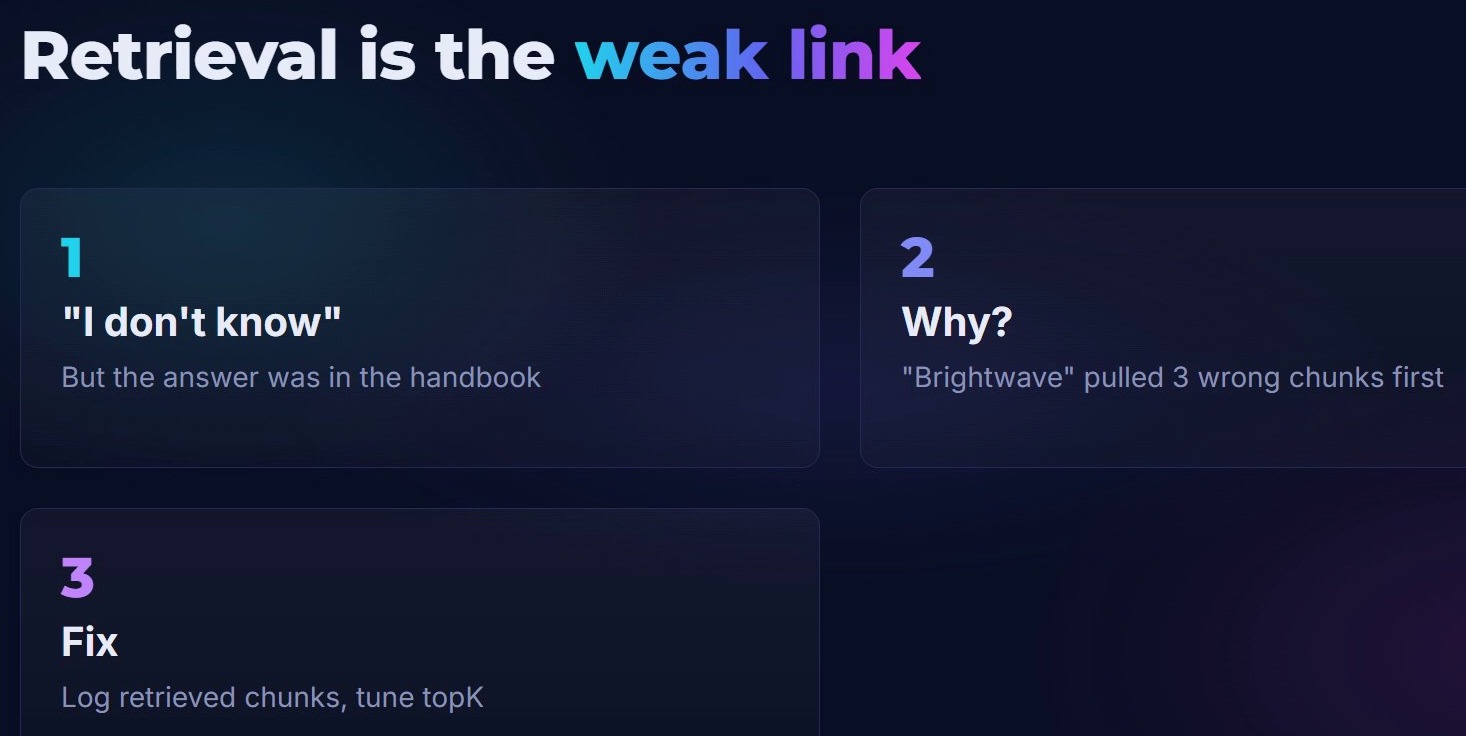 Retrieval is the weak link
1
"I don't know"
But the answer was in the handbook
2
Why?
"Brightwave" pulled 3 wrong chunks first
3
Fix
Log retrieved chunks, tune topK